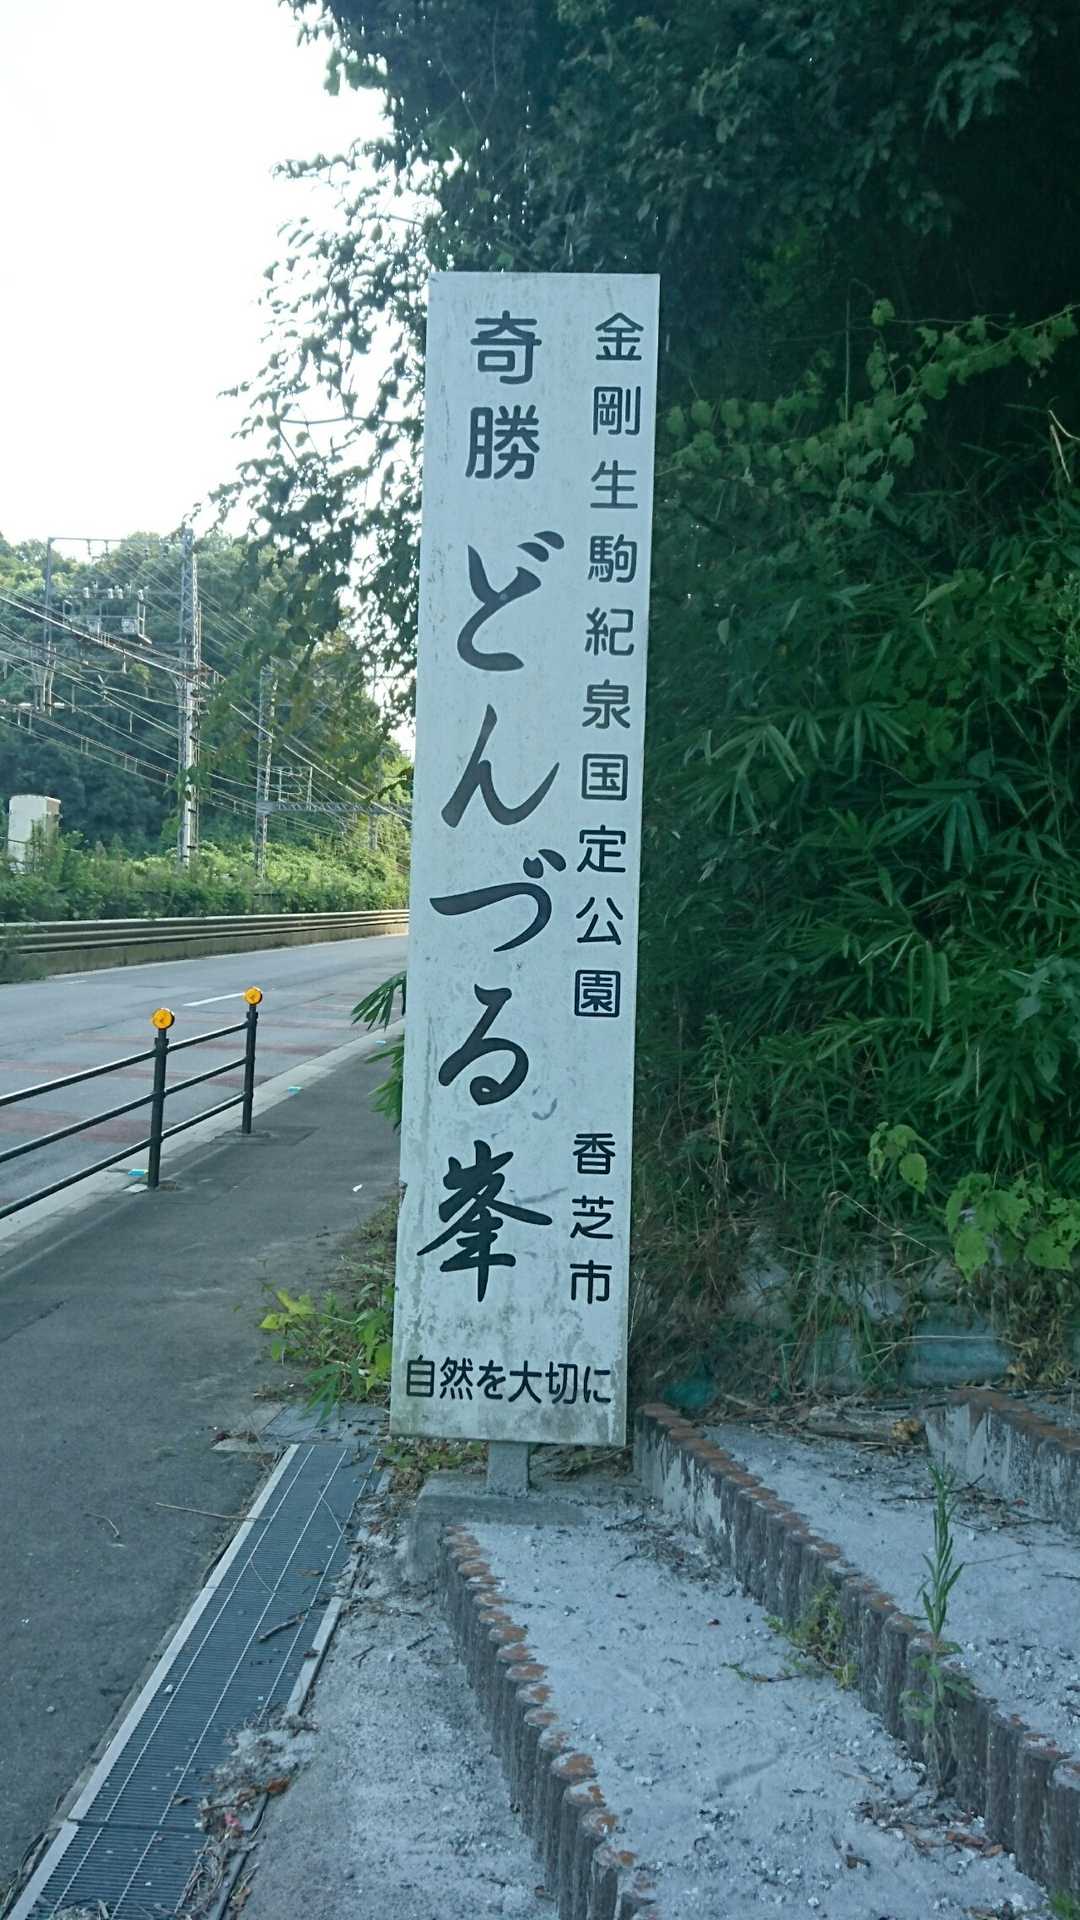 金剛生駒紀泉国定公園 香芝市
奇勝 どんづる峯
自然を大切に